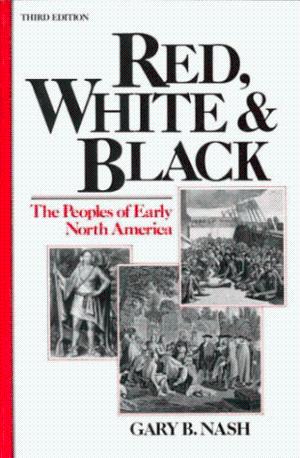 THIRD EDITION
RED,
WHITE &
BLACK
The Peoples of Early
North America
GARY B. NASH